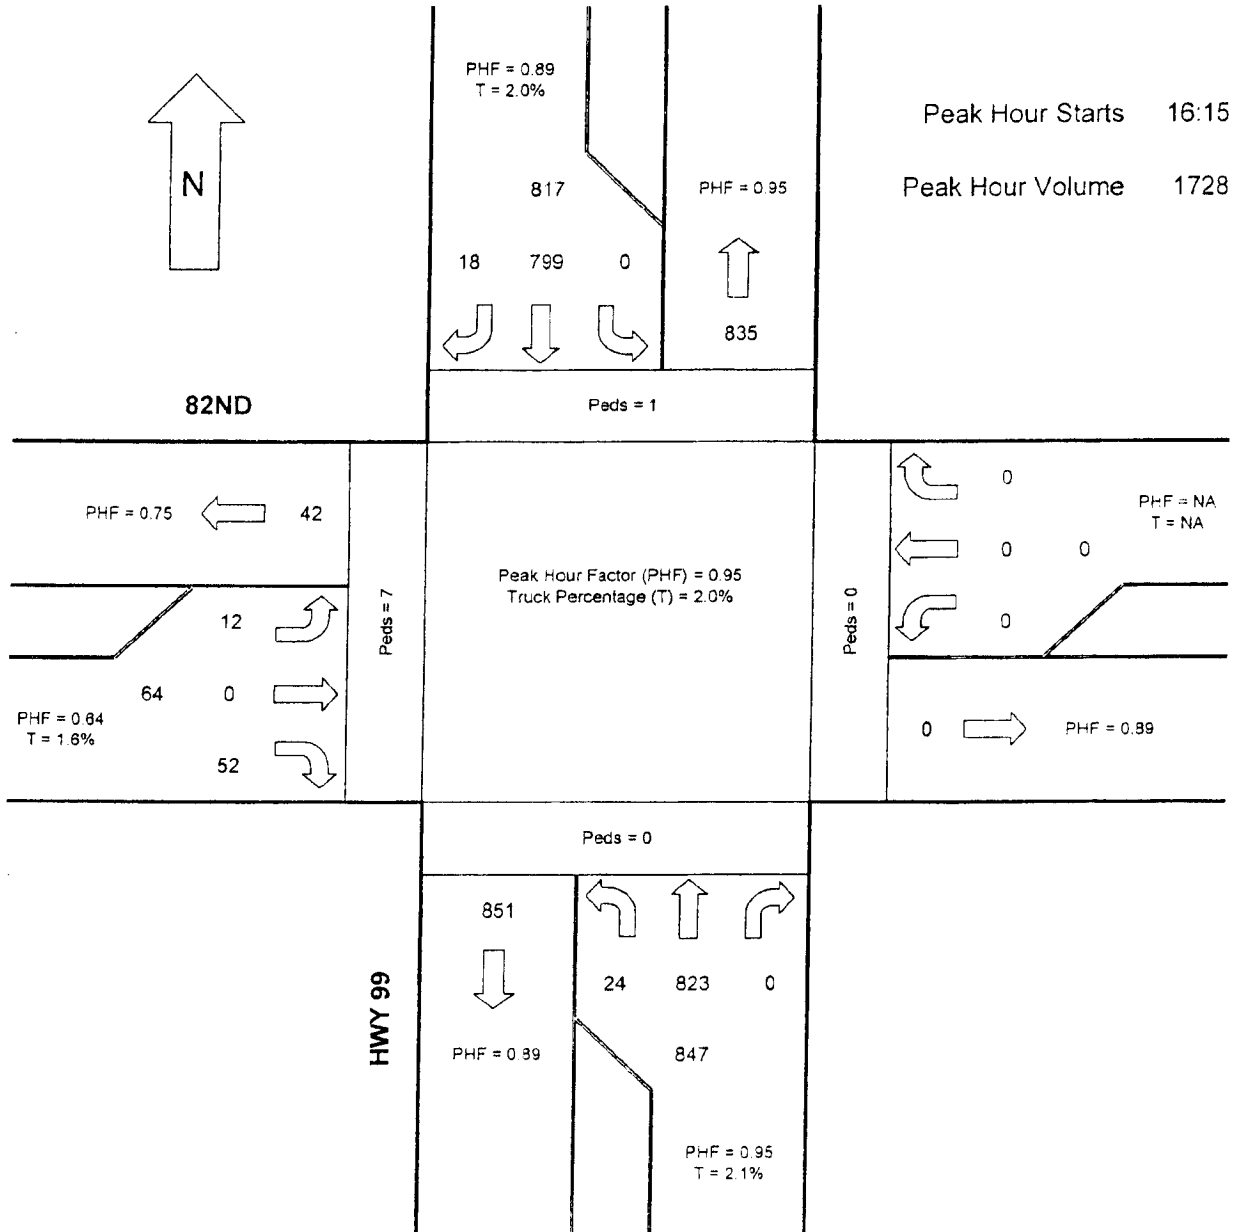 PHF = 0.89
T = 2.0%
Peak Hour Starts 16:15
N
817
PHF = 0.95
Peak Hour Volume 1728
18 799 0
835
82ND
Peds = 1
PHF = 0.75
42
0
PHF = NA
T = NA
0 0
0
Peak Hour Factor (PHF) = 0.95
Truck Percentage (T) = 2.0%
Peds = 7
Peds = 0
12
64 0
PHF = 0.64
T = 1.6%
52
0
PHF = 0.89
Peds = 0
851
24 823 0
HWY 99
PHF = 0.89
847
PHF = 0.95
T = 2.1%